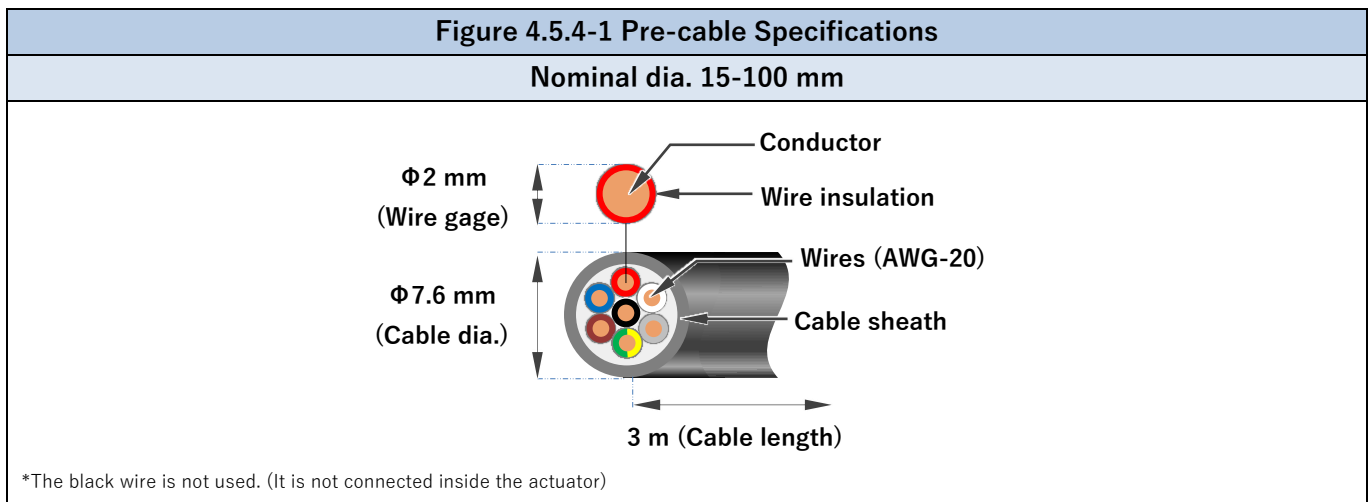 Figure 4.5.4-1 Pre-cable Specifications
Nominal dia. 15-100 mm
Conductor
Φ2 mm
(Wire gage)
Wire insulation
Wires (AWG-20)
Φ7.6 mm
(Cable dia.)
Cable sheath
3 m (Cable length)
*The black wire is not used. (It is not connected inside the actuator)